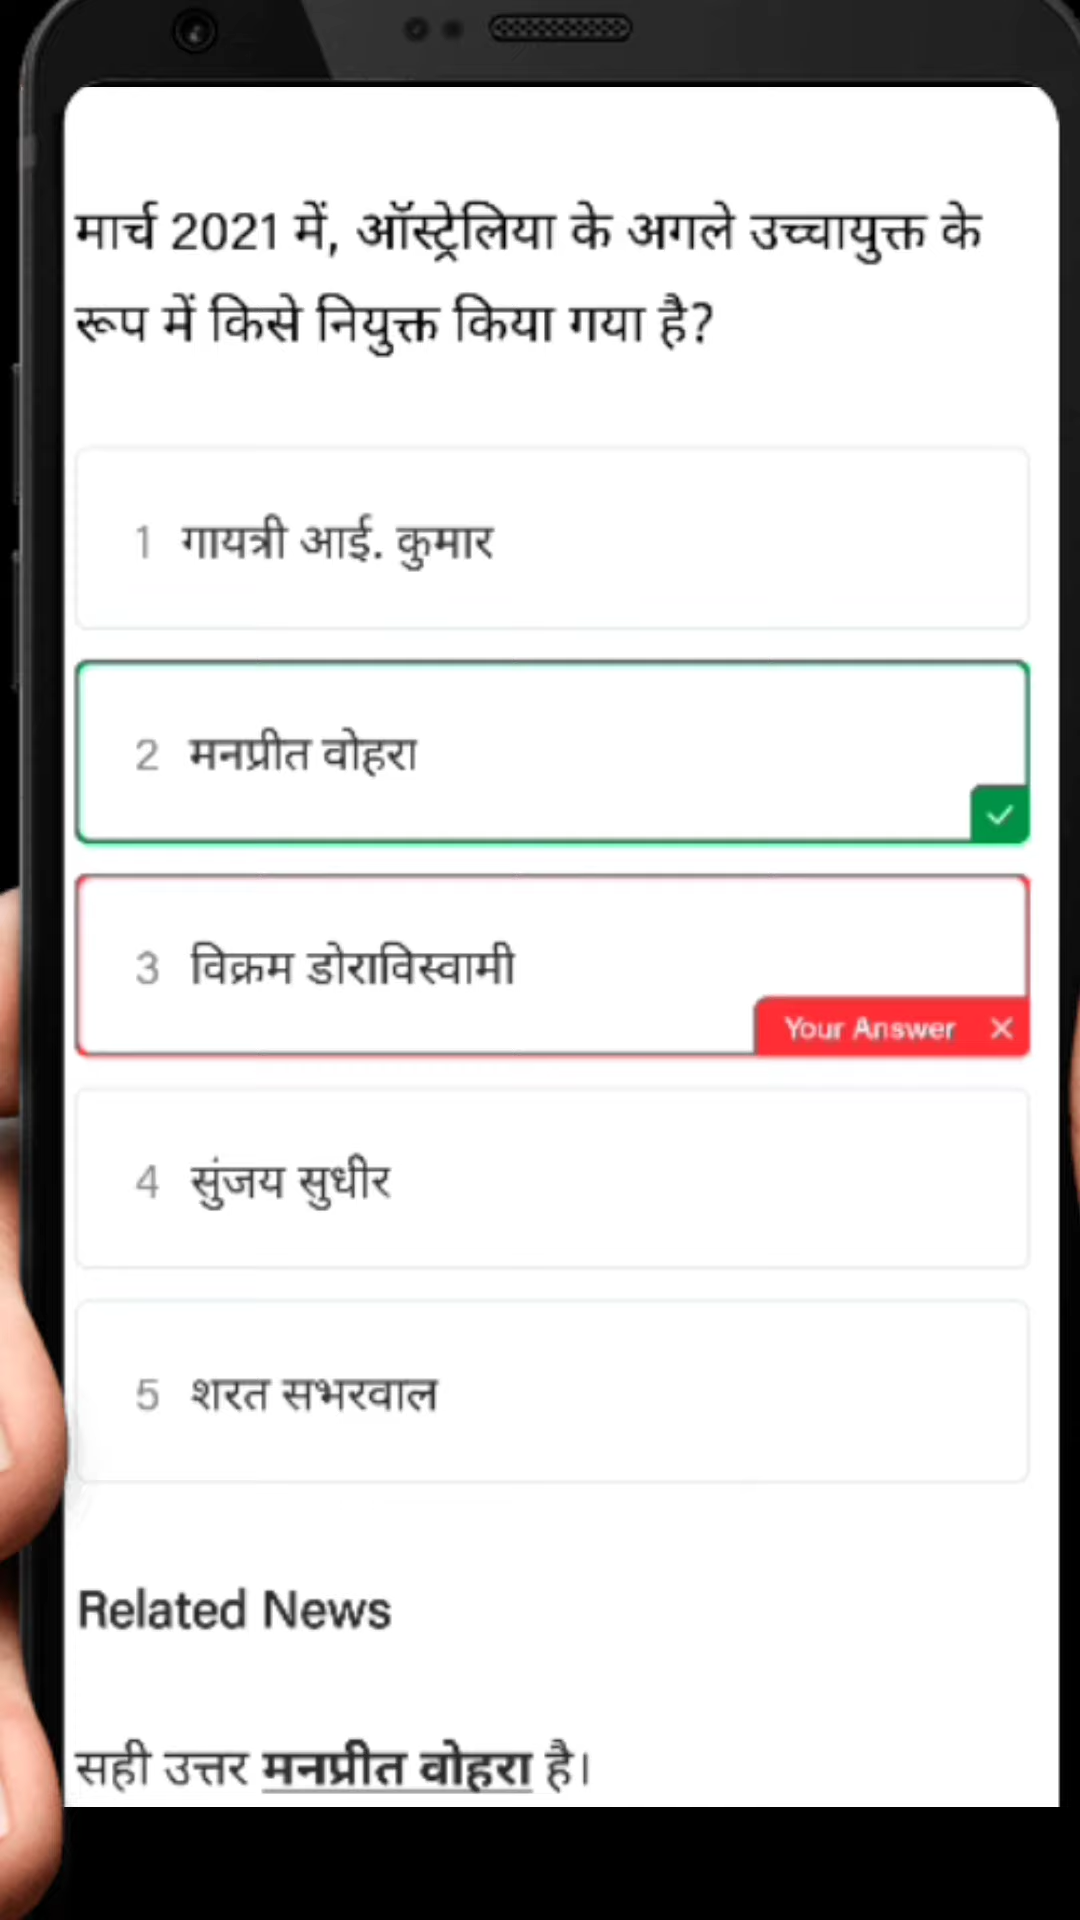 मार्च 2021 में, ऑस्ट्रेलिया के अगले उच्चायुक्त के
रूप में किसे नियुक्त किया गया है?
1 गायत्री आई. कुमार
2 मनप्रीत वोहरा
3 विक्रम डोराविस्वामी
Your Answer
4 सुंजय सुधीर
5 शरत सभरवाल
Related News
सही उत्तर मनप्रीत वोहरा है।